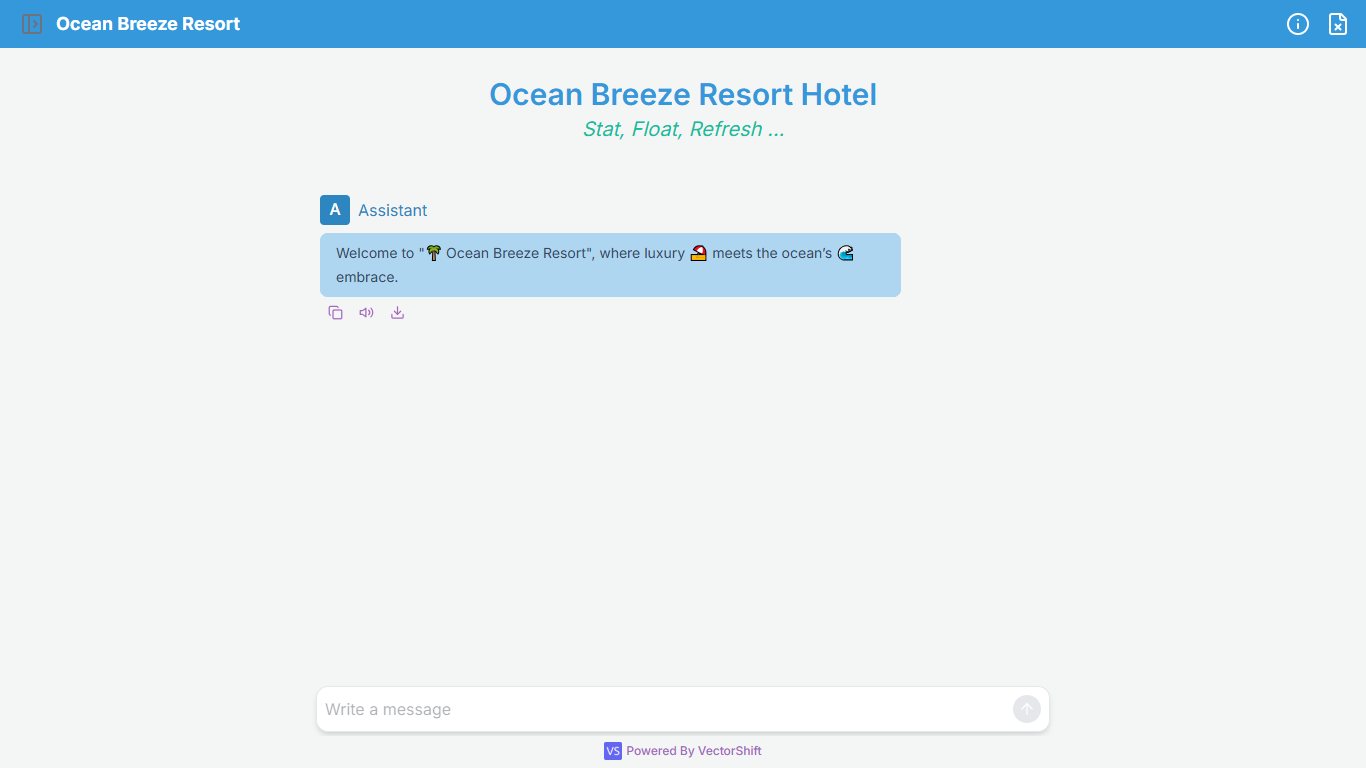 Ocean Breeze Resort
Ocean Breeze Resort Hotel
Stat, Float, Refresh ...
A Assistant
Welcome to "🌴 Ocean Breeze Resort", where luxury 🏖️ meets the ocean's 🌊
embrace.
Write a message
VS Powered By VectorShift